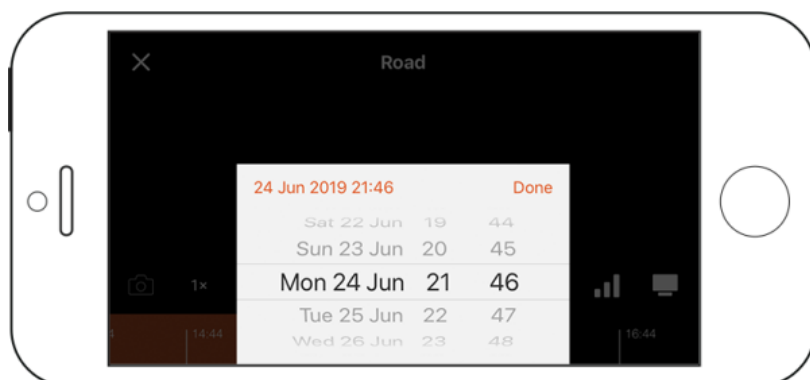 Road
24 Jun 2019 21:46 Done
Sat 22 Jun 19 44
Sun 23 Jun 20 45
1× Mon 24 Jun 21 46
Tue 25 Jun 22 47
14:44 16:44
Wed 26 Jun 23 48